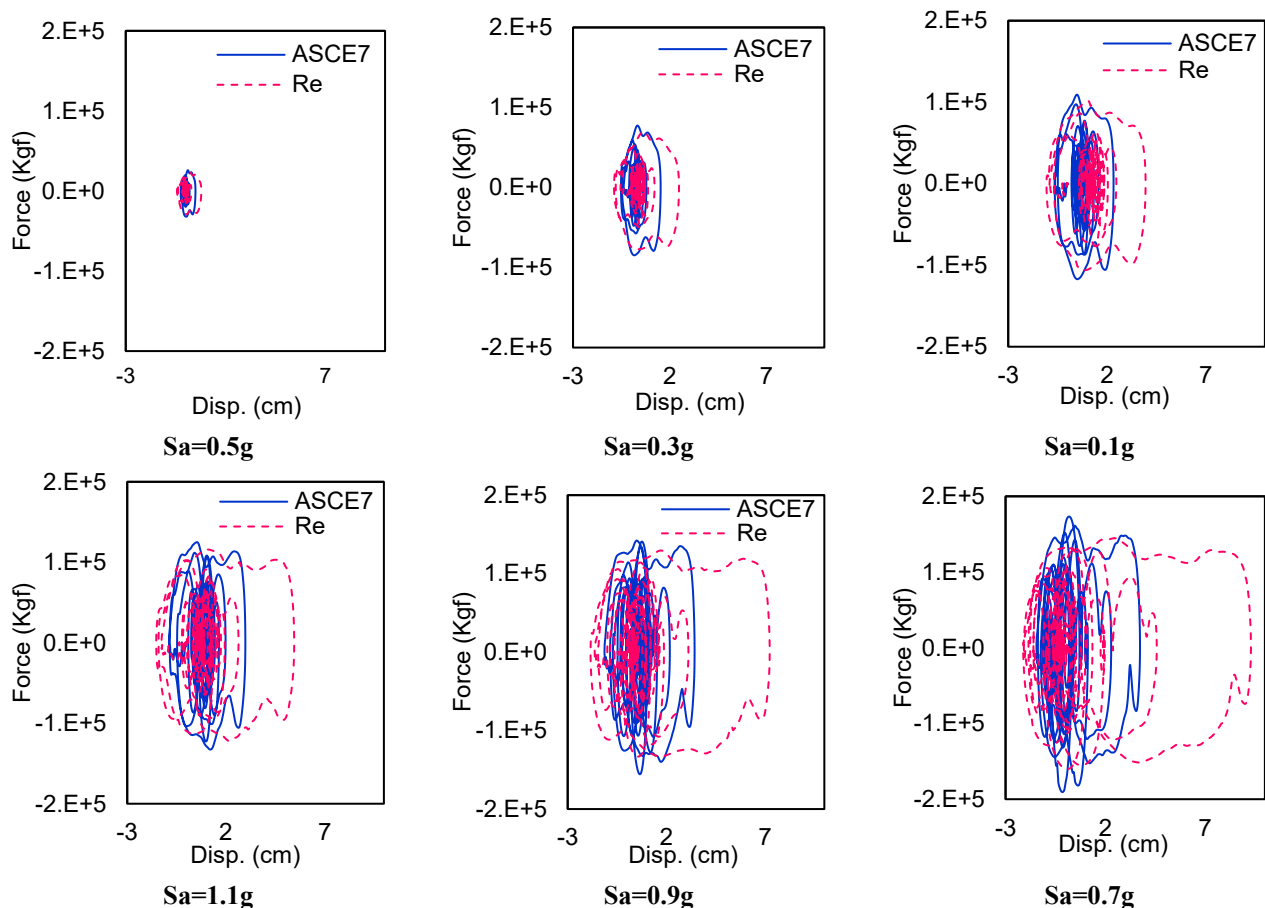 2.E+5
1.E+5
0.E+0
-1.E+5
-2.E+5
Force (Kgf)
ASCE7
Re
-3
7
Disp. (cm)
Sa=0.5g
2.E+5
1.E+5
0.E+0
-1.E+5
-2.E+5
Force (Kgf)
ASCE7
Re
-3
2
7
Disp. (cm)
Sa=0.3g
2.E+5
1.E+5
0.E+0
-1.E+5
-2.E+5
Force (Kgf)
ASCE7
Re
-3
2
7
Disp. (cm)
Sa=0.1g
2.E+5
1.E+5
0.E+0
-1.E+5
-2.E+5
Force (Kgf)
ASCE7
Re
-3
2
7
Disp. (cm)
Sa=1.1g
2.E+5
1.E+5
0.E+0
-1.E+5
-2.E+5
Force (Kgf)
ASCE7
Re
-3
2
7
Disp. (cm)
Sa=0.9g
2.E+5
1.E+5
0.E+0
-1.E+5
-2.E+5
Force (Kgf)
-3
2
7
Disp. (cm)
Sa=0.7g